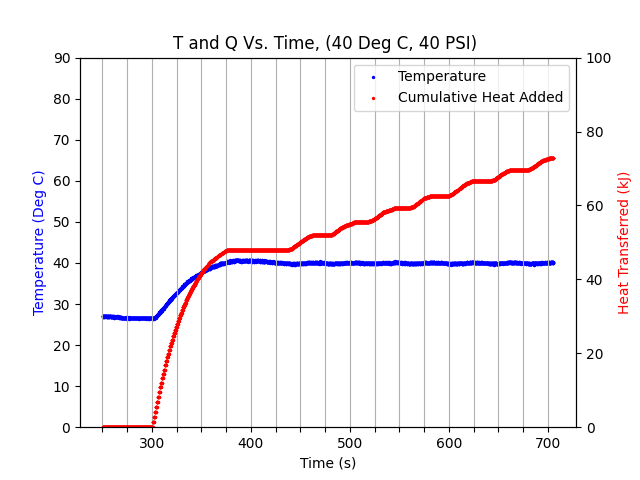 T and Q Vs. Time, (40 Deg C, 40 PSI)
Temperature
Cumulative Heat Added
Temperature (Deg C)
90
80
70
60
50
40
30
20
10
0
100
80
60
40
20
0
Heat Transferred (kJ)
300 400 500 600 700
Time (s)